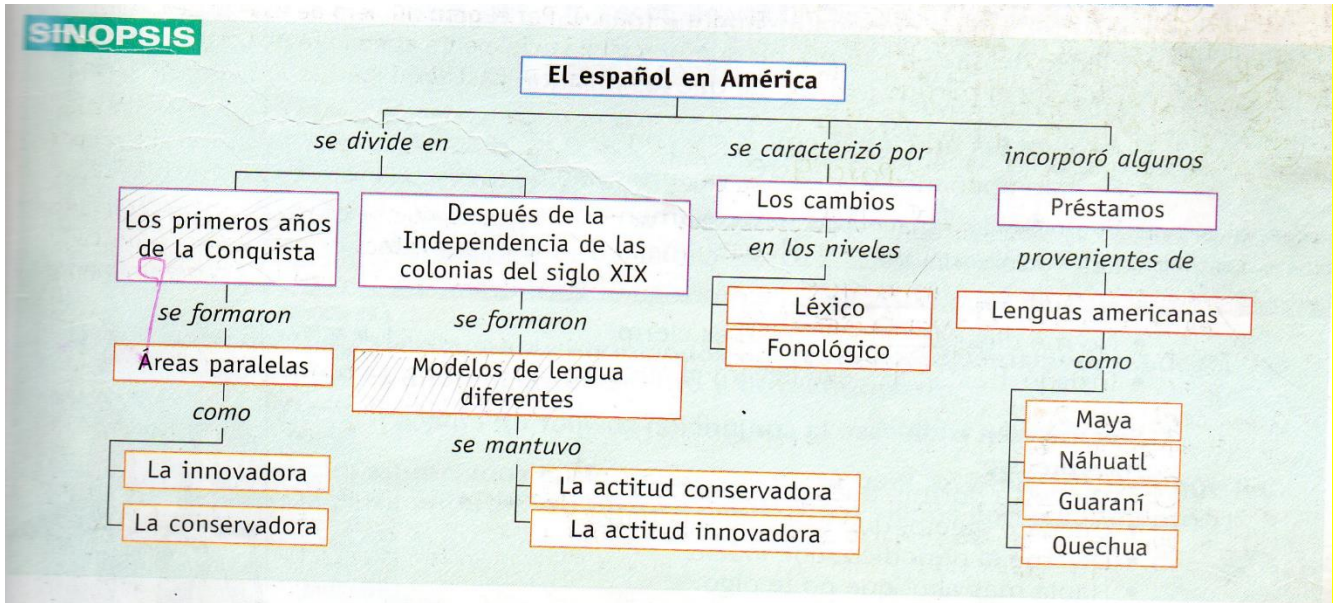 SINOPSIS
El español en América
se divide en
se caracterizó por
incorporó algunos
Los primeros años
de la Conquista
Después de la
Independencia de las
colonias del siglo XIX
Los cambios
Préstamos
en los niveles
provenientes de
se formaron
se formaron
Léxico
Fonológico
Lenguas americanas
Áreas paralelas
Modelos de lengua
diferentes
como
como
se mantuvo
La innovadora
La conservadora
La actitud conservadora
La actitud innovadora
Maya
Náhuatl
Guaraní
Quechua